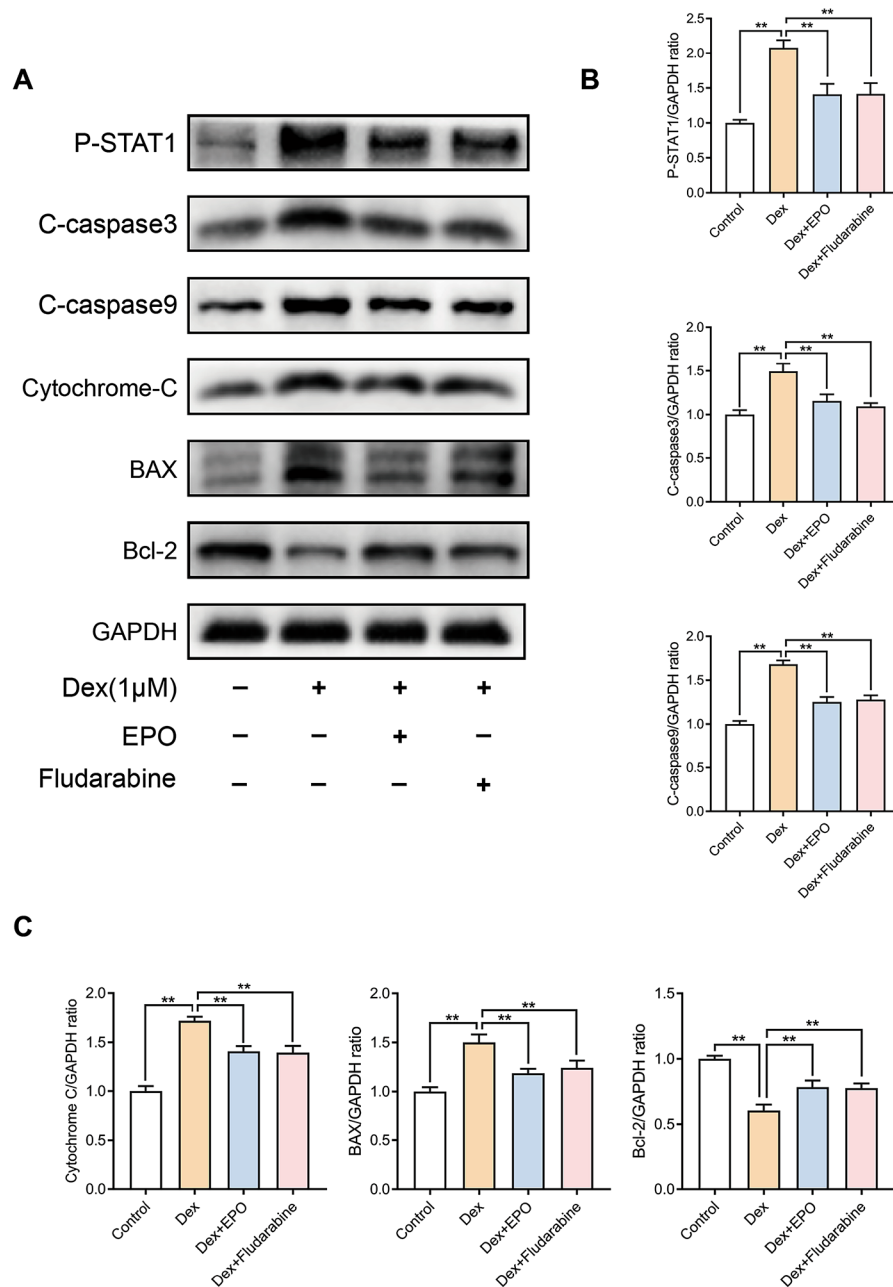 A
P-STAT1
C-caspase3
C-caspase9
Cytochrome-C
BAX
Bcl-2
GAPDH
Dex(1μM) – + + +
EPO – – + –
Fludarabine – – – +
B
P-STAT1/GAPDH ratio
2.5
2.0
1.5
1.0
0.5
0.0
** ** **
Control
Dex
Dex+EPO
Dex+Fludarabine
C-caspase3/GAPDH ratio
2.0
1.5
1.0
0.5
0.0
** ** **
Control
Dex
Dex+EPO
Dex+Fludarabine
C-caspase9/GAPDH ratio
2.0
1.5
1.0
0.5
0.0
** ** **
Control
Dex
Dex+EPO
Dex+Fludarabine
C
Cytochrome C/GAPDH ratio
2.0
1.5
1.0
0.5
0.0
** ** **
Control
Dex
Dex+EPO
Dex+Fludarabine
BAX/GAPDH ratio
2.0
1.5
1.0
0.5
0.0
** ** **
Control
Dex
Dex+EPO
Dex+Fludarabine
Bcl-2/GAPDH ratio
1.5
1.0
0.5
0.0
** ** **
Control
Dex
Dex+EPO
Dex+Fludarabine